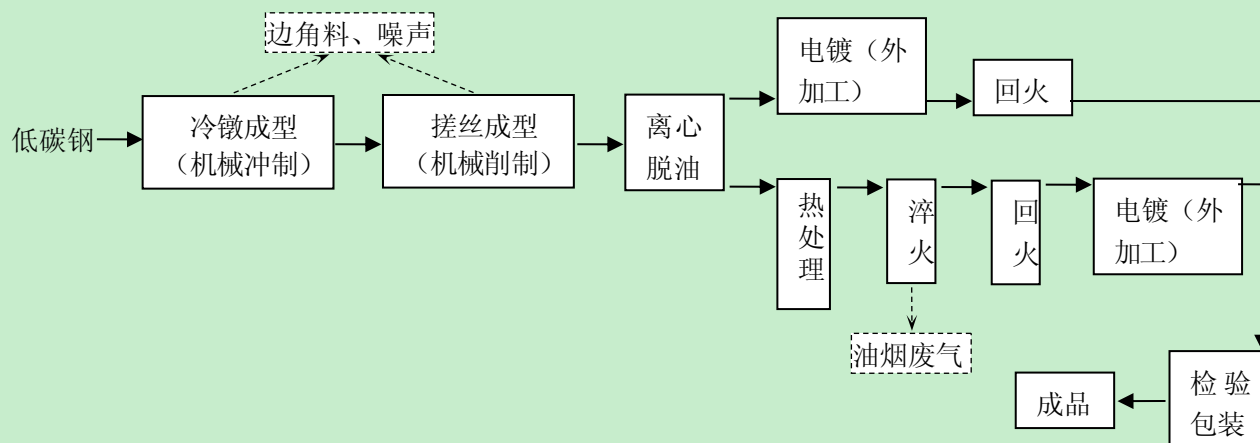 边角料、噪声
低碳钢
冷镦成型
（机械冲制）
搓丝成型
（机械削制）
离心
脱油
电镀（外
加工）
回火
热
处
理
淬
火
回
火
电镀（外
加工）
油烟废气
检验
包装
成品